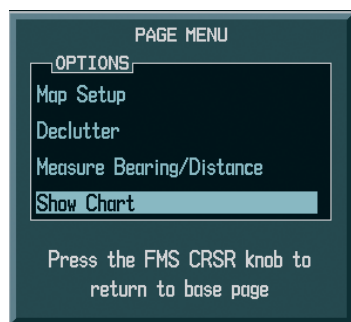 PAGE MENU
OPTIONS
Map Setup
Declutter
Measure Bearing/Distance
Show Chart
Press the FMS CRSR knob to
return to base page